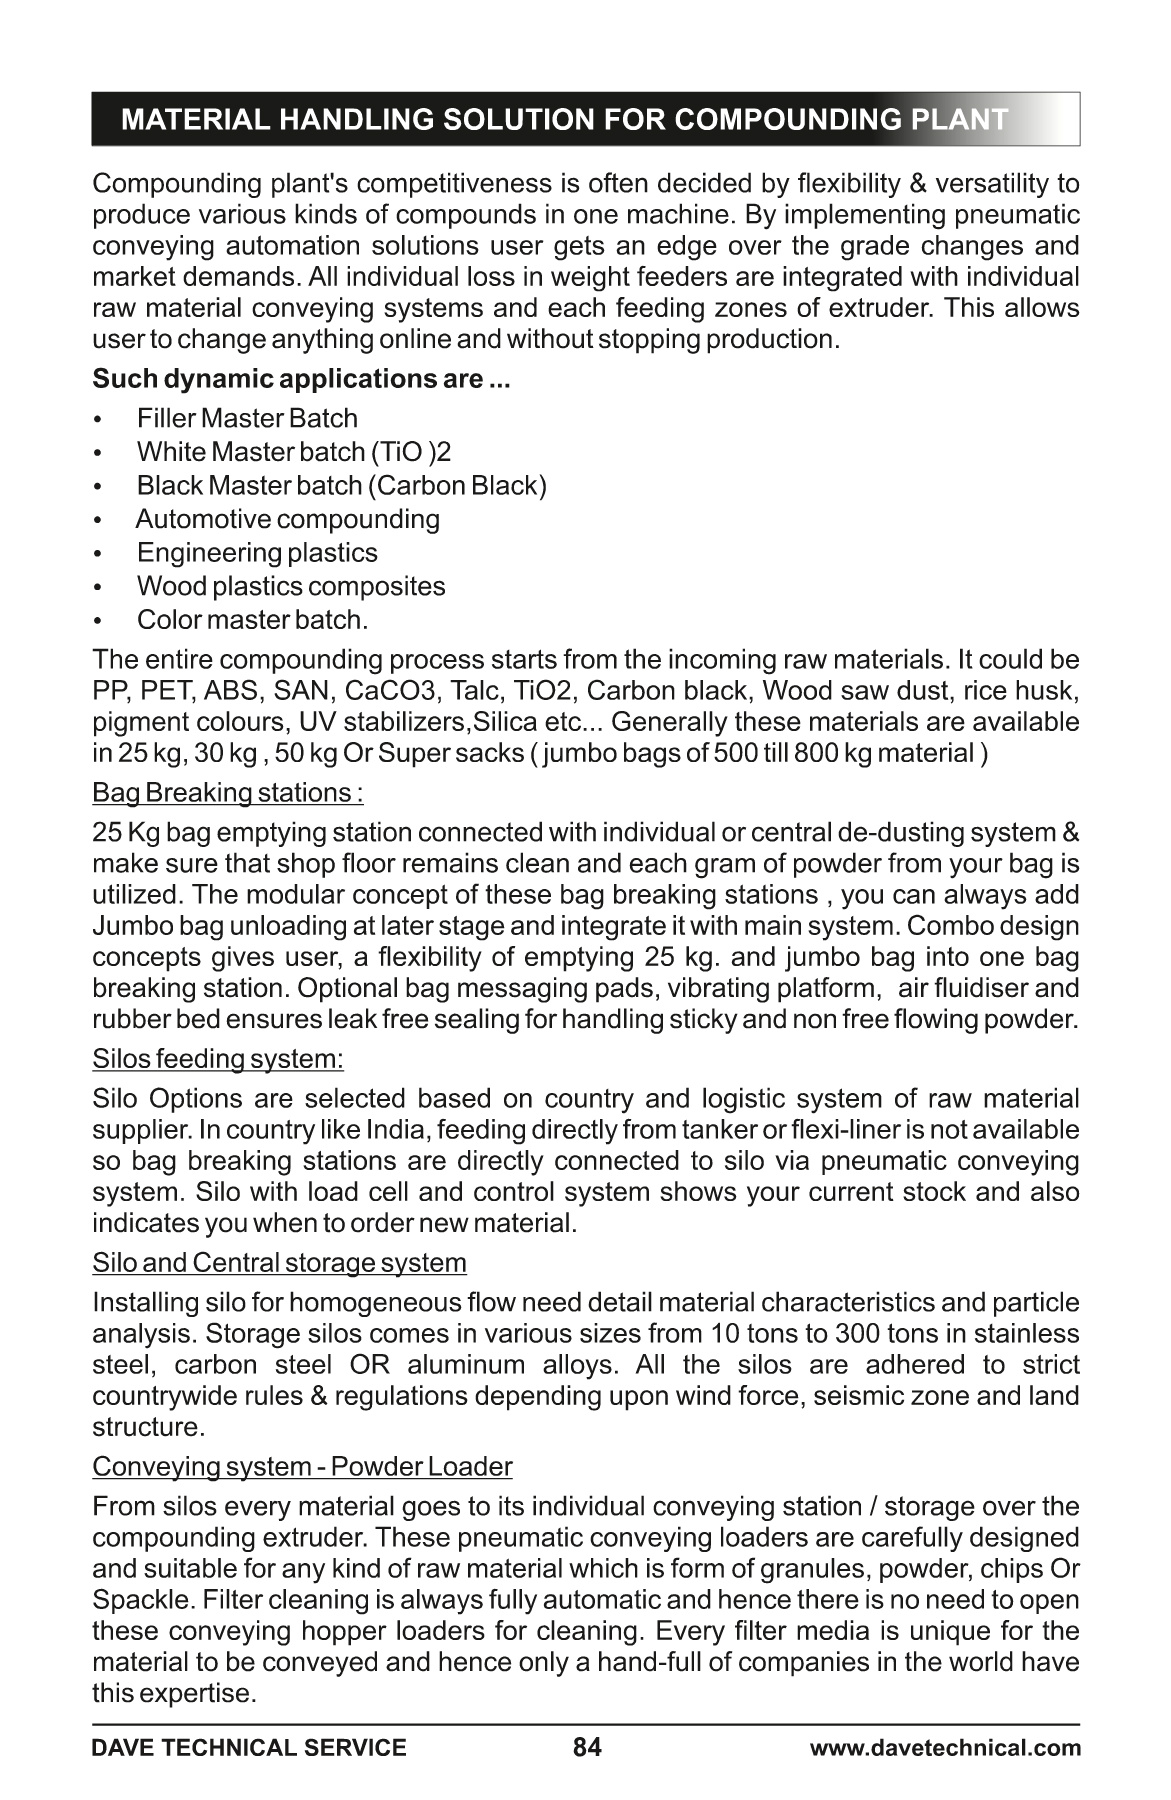 MATERIAL HANDLING SOLUTION FOR COMPOUNDING PLANT
Compounding plant's competitiveness is often decided by flexibility & versatility to
produce various kinds of compounds in one machine. By implementing pneumatic
conveying automation solutions user gets an edge over the grade changes and
market demands. All individual loss in weight feeders are integrated with individual
raw material conveying systems and each feeding zones of extruder. This allows
user to change anything online and without stopping production.
Such dynamic applications are ...
• Filler Master Batch
• White Master batch (TiO )2
• Black Master batch (Carbon Black)
• Automotive compounding
• Engineering plastics
• Wood plastics composites
• Color master batch.
The entire compounding process starts from the incoming raw materials. It could be
PP, PET, ABS, SAN, CaCO3, Talc, TiO2, Carbon black, Wood saw dust, rice husk,
pigment colours, UV stabilizers,Silica etc... Generally these materials are available
in 25 kg, 30 kg , 50 kg Or Super sacks ( jumbo bags of 500 till 800 kg material )
Bag Breaking stations :
25 Kg bag emptying station connected with individual or central de-dusting system &
make sure that shop floor remains clean and each gram of powder from your bag is
utilized. The modular concept of these bag breaking stations , you can always add
Jumbo bag unloading at later stage and integrate it with main system. Combo design
concepts gives user, a flexibility of emptying 25 kg. and jumbo bag into one bag
breaking station. Optional bag messaging pads, vibrating platform, air fluidiser and
rubber bed ensures leak free sealing for handling sticky and non free flowing powder.
Silos feeding system:
Silo Options are selected based on country and logistic system of raw material
supplier. In country like India, feeding directly from tanker or flexi-liner is not available
so bag breaking stations are directly connected to silo via pneumatic conveying
system. Silo with load cell and control system shows your current stock and also
indicates you when to order new material.
Silo and Central storage system
Installing silo for homogeneous flow need detail material characteristics and particle
analysis. Storage silos comes in various sizes from 10 tons to 300 tons in stainless
steel, carbon steel OR aluminum alloys. All the silos are adhered to strict
countrywide rules & regulations depending upon wind force, seismic zone and land
structure.
Conveying system - Powder Loader
From silos every material goes to its individual conveying station / storage over the
compounding extruder. These pneumatic conveying loaders are carefully designed
and suitable for any kind of raw material which is form of granules, powder, chips Or
Spackle. Filter cleaning is always fully automatic and hence there is no need to open
these conveying hopper loaders for cleaning. Every filter media is unique for the
material to be conveyed and hence only a hand-full of companies in the world have
this expertise.
DAVE TECHNICAL SERVICE 84 www.davetechnical.com